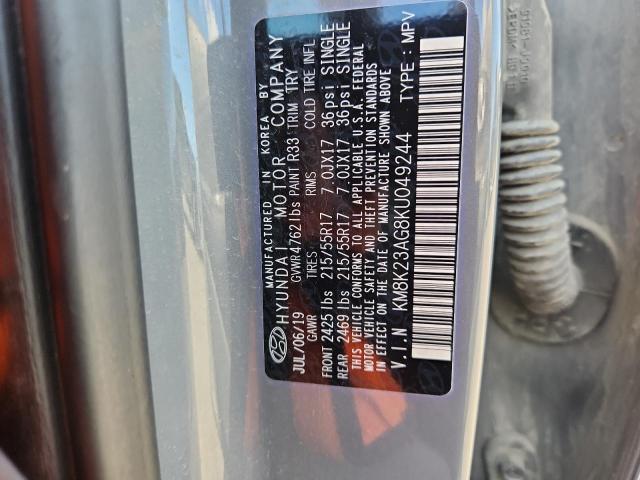 MANUFACTURED IN KOREA BY
HYUNDAI MOTOR COMPANY
JUL/06/19 GVWR 4762 lbs PAINT R33 TRIM TRY
GAWR TIRES RIMS COLD TIRE INFL
FRONT 2425 lbs 215/55R17 7.0JX17 36psi SINGLE
REAR 2469 lbs 215/55R17 7.0JX17 36psi SINGLE
THIS VEHICLE CONFORMS TO ALL APPLICABLE U.S.A. FEDERAL
MOTOR VEHICLE SAFETY AND THEFT PREVENTION STANDARDS
IN EFFECT ON THE DATE OF MANUFACTURE SHOWN ABOVE
V.I.N KM8K23AG8KU049244 TYPE : MPV